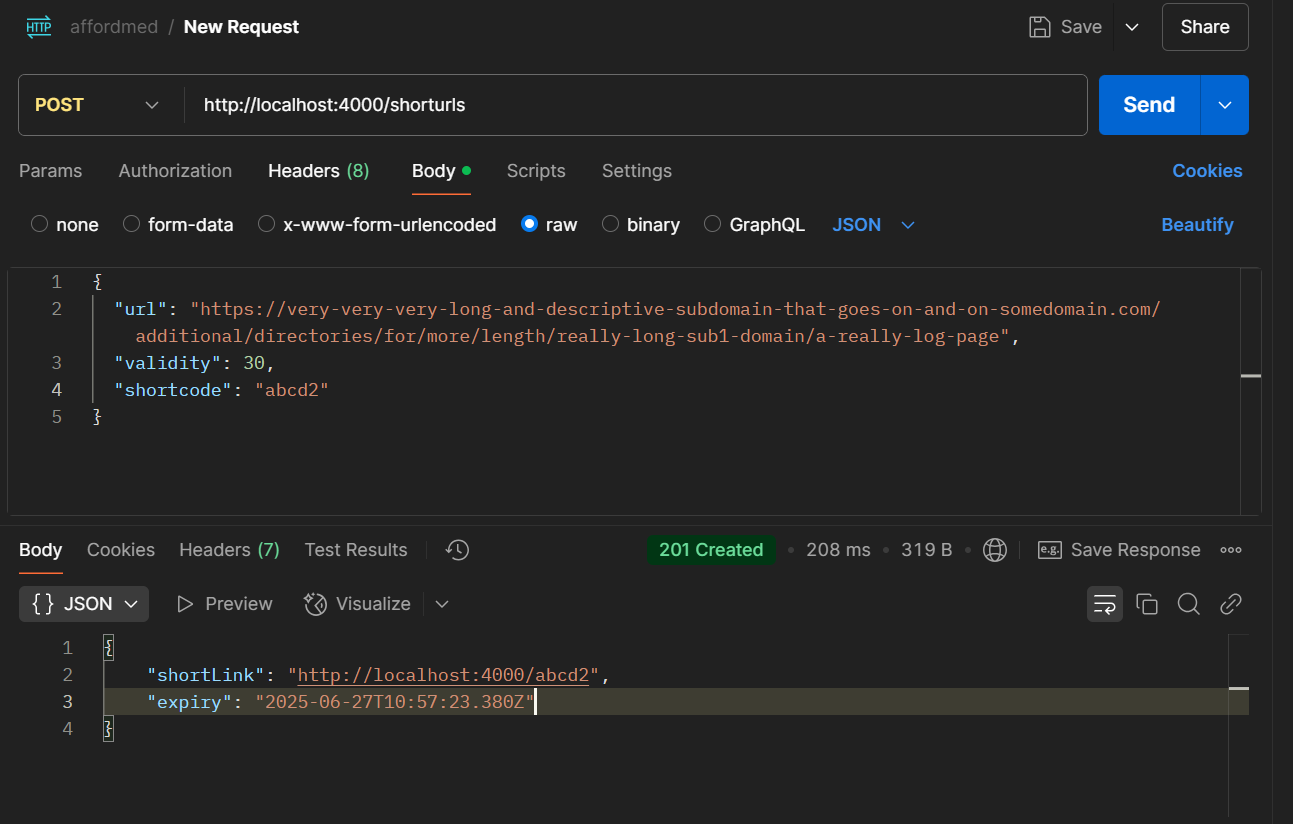 HTTP affordmed / New Request Save Share
POST http://localhost:4000/shorturls Send
Params Authorization Headers (8) Body Scripts Settings Cookies
none form-data x-www-form-urlencoded raw binary GraphQL JSON Beautify
1 {
2 "url": "https://very-very-very-long-and-descriptive-subdomain-that-goes-on-and-on-somedomain.com/
additional/directories/for/more/length/really-long-sub1-domain/a-really-log-page",
3 "validity": 30,
4 "shortcode": "abcd2"
5 }
Body Cookies Headers (7) Test Results 201 Created • 208 ms • 319 B • e.g. Save Response
{} JSON Preview Visualize
1 {
2 "shortLink": "http://localhost:4000/abcd2",
3 "expiry": "2025-06-27T10:57:23.380Z"
4 }